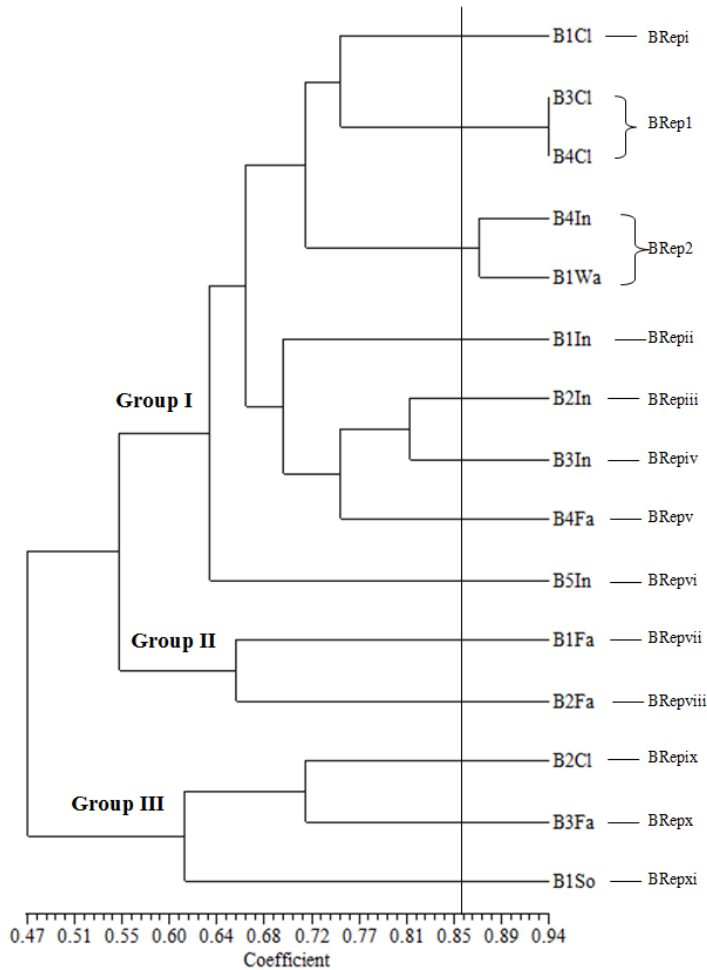 B1Cl BRepi
B3Cl
BRep1
B4Cl
B4In
BRep2
B1Wa
B1In BRepii
Group I
B2In BRepiii
B3In BRepiv
B4Fa BRepv
B5In BRepvi
Group II
B1Fa BRepvii
B2Fa BRepviii
B2Cl BRepix
Group III
B3Fa BRepx
B1So BRepxi
0.47 0.51 0.55 0.60 0.64 0.68 0.72 0.77 0.81 0.85 0.89 0.94
Coefficient